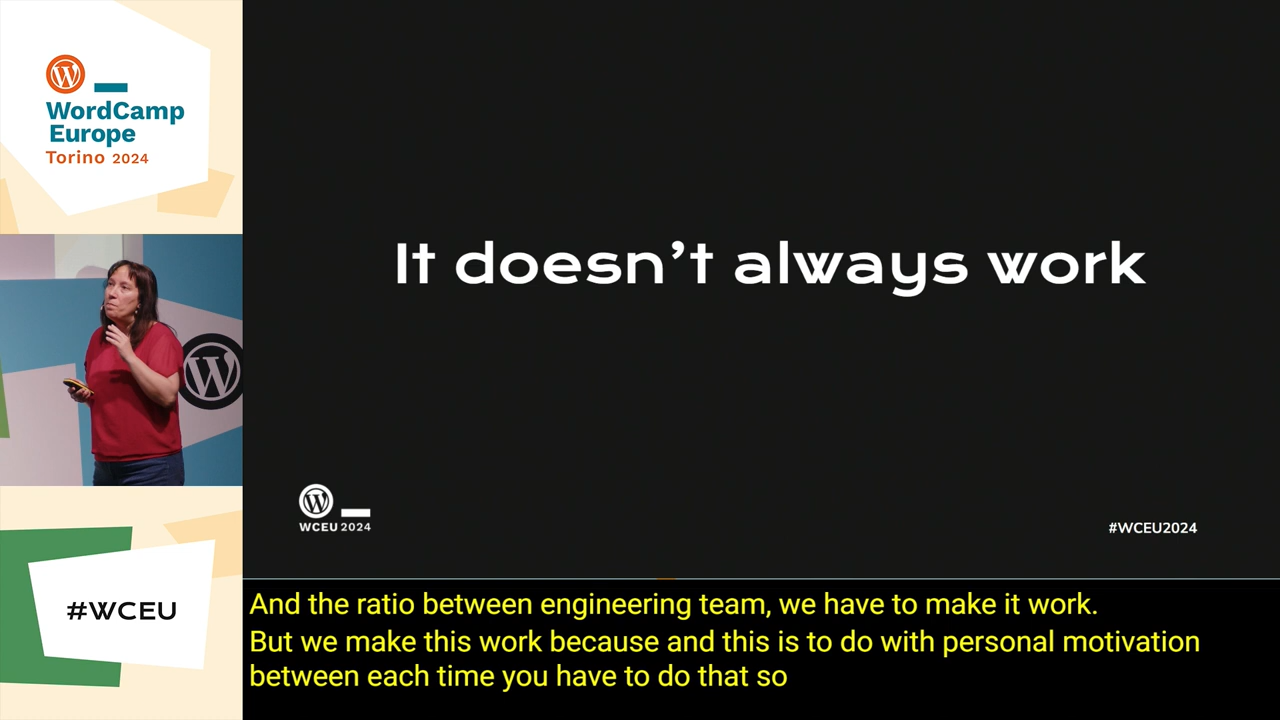 WordCamp
Europe
Torino 2024
It doesn’t always work
WCEU 2024
#WCEU2024
#WCEU
And the ratio between engineering team, we have to make it work.
But we make this work because and this is to do with personal motivation
between each time you have to do that so